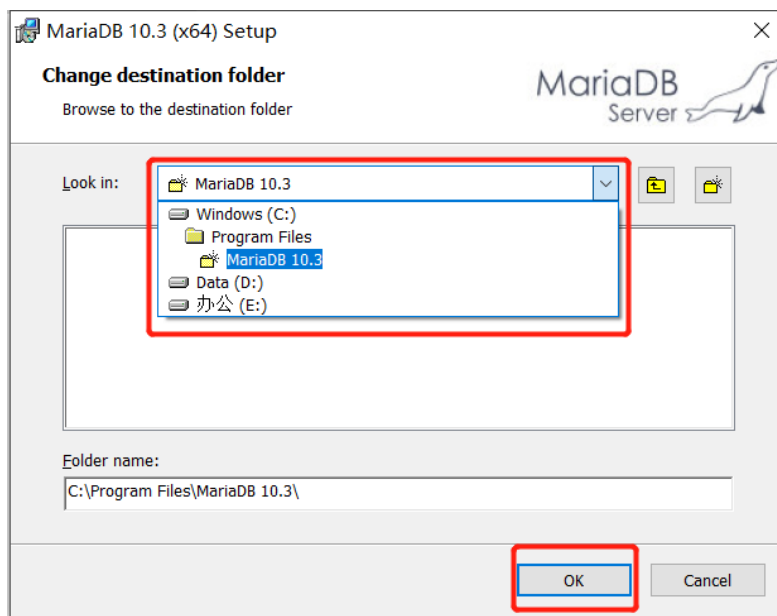 MariaDB 10.3 (x64) Setup
Change destination folder
Browse to the destination folder
MariaDB
Server
Look in:
MariaDB 10.3
Windows (C:)
Program Files
MariaDB 10.3
Data (D:)
办公 (E:)
Folder name:
C:\Program Files\MariaDB 10.3\
OK
Cancel